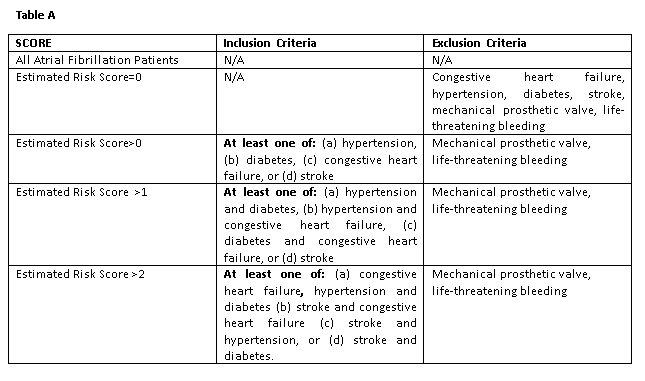 Table A
SCORE Inclusion Criteria Exclusion Criteria
All Atrial Fibrillation Patients N/A N/A
Estimated Risk Score=0 N/A Congestive heart failure,
hypertension, diabetes, stroke,
mechanical prosthetic valve, life-
threatening bleeding
Estimated Risk Score>0 At least one of: (a) hypertension, Mechanical prosthetic valve,
(b) diabetes, (c) congestive heart life-threatening bleeding
failure, or (d) stroke
Estimated Risk Score >1 At least one of: (a) hypertension Mechanical prosthetic valve,
and diabetes, (b) hypertension and life-threatening bleeding
congestive heart failure, (c)
diabetes and congestive heart
failure, or (d) stroke
Estimated Risk Score >2 At least one of: (a) congestive Mechanical prosthetic valve,
heart failure, hypertension and life-threatening bleeding
diabetes (b) stroke and congestive
heart failure (c) stroke and
hypertension, or (d) stroke and
diabetes.